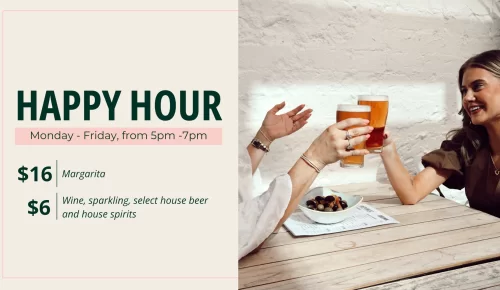 HAPPY HOUR
Monday - Friday, from 5pm -7pm
$16 Margarita
$6 Wine, sparkling, select house beer
and house spirits